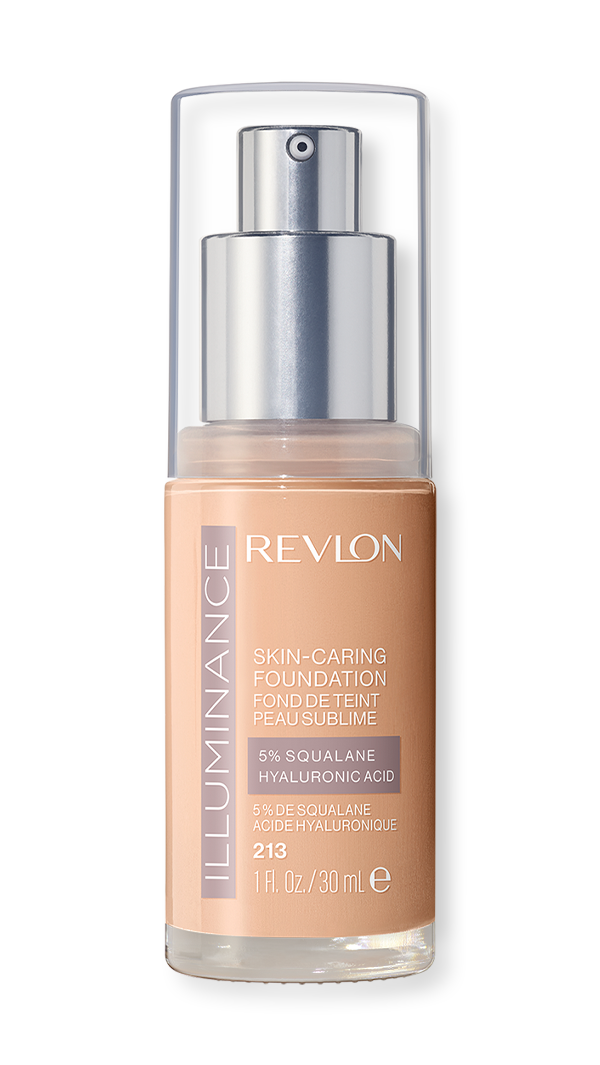 REVLON
ILLUMINANCE
SKIN-CARING
FOUNDATION
FOND DE TEINT
PEAU SUBLIME
5% SQUALANE
HYALURONIC ACID
5% DE SQUALANE
ACIDE HYALURONIQUE
213
1 Fl. Oz./30 mL ℮